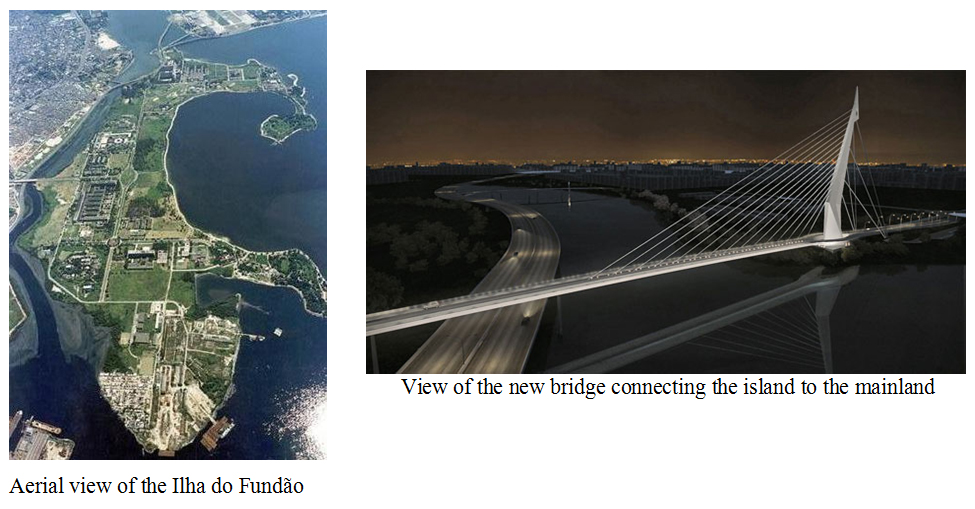 View of the new bridge connecting the island to the mainland
Aerial view of the Ilha do Fundão